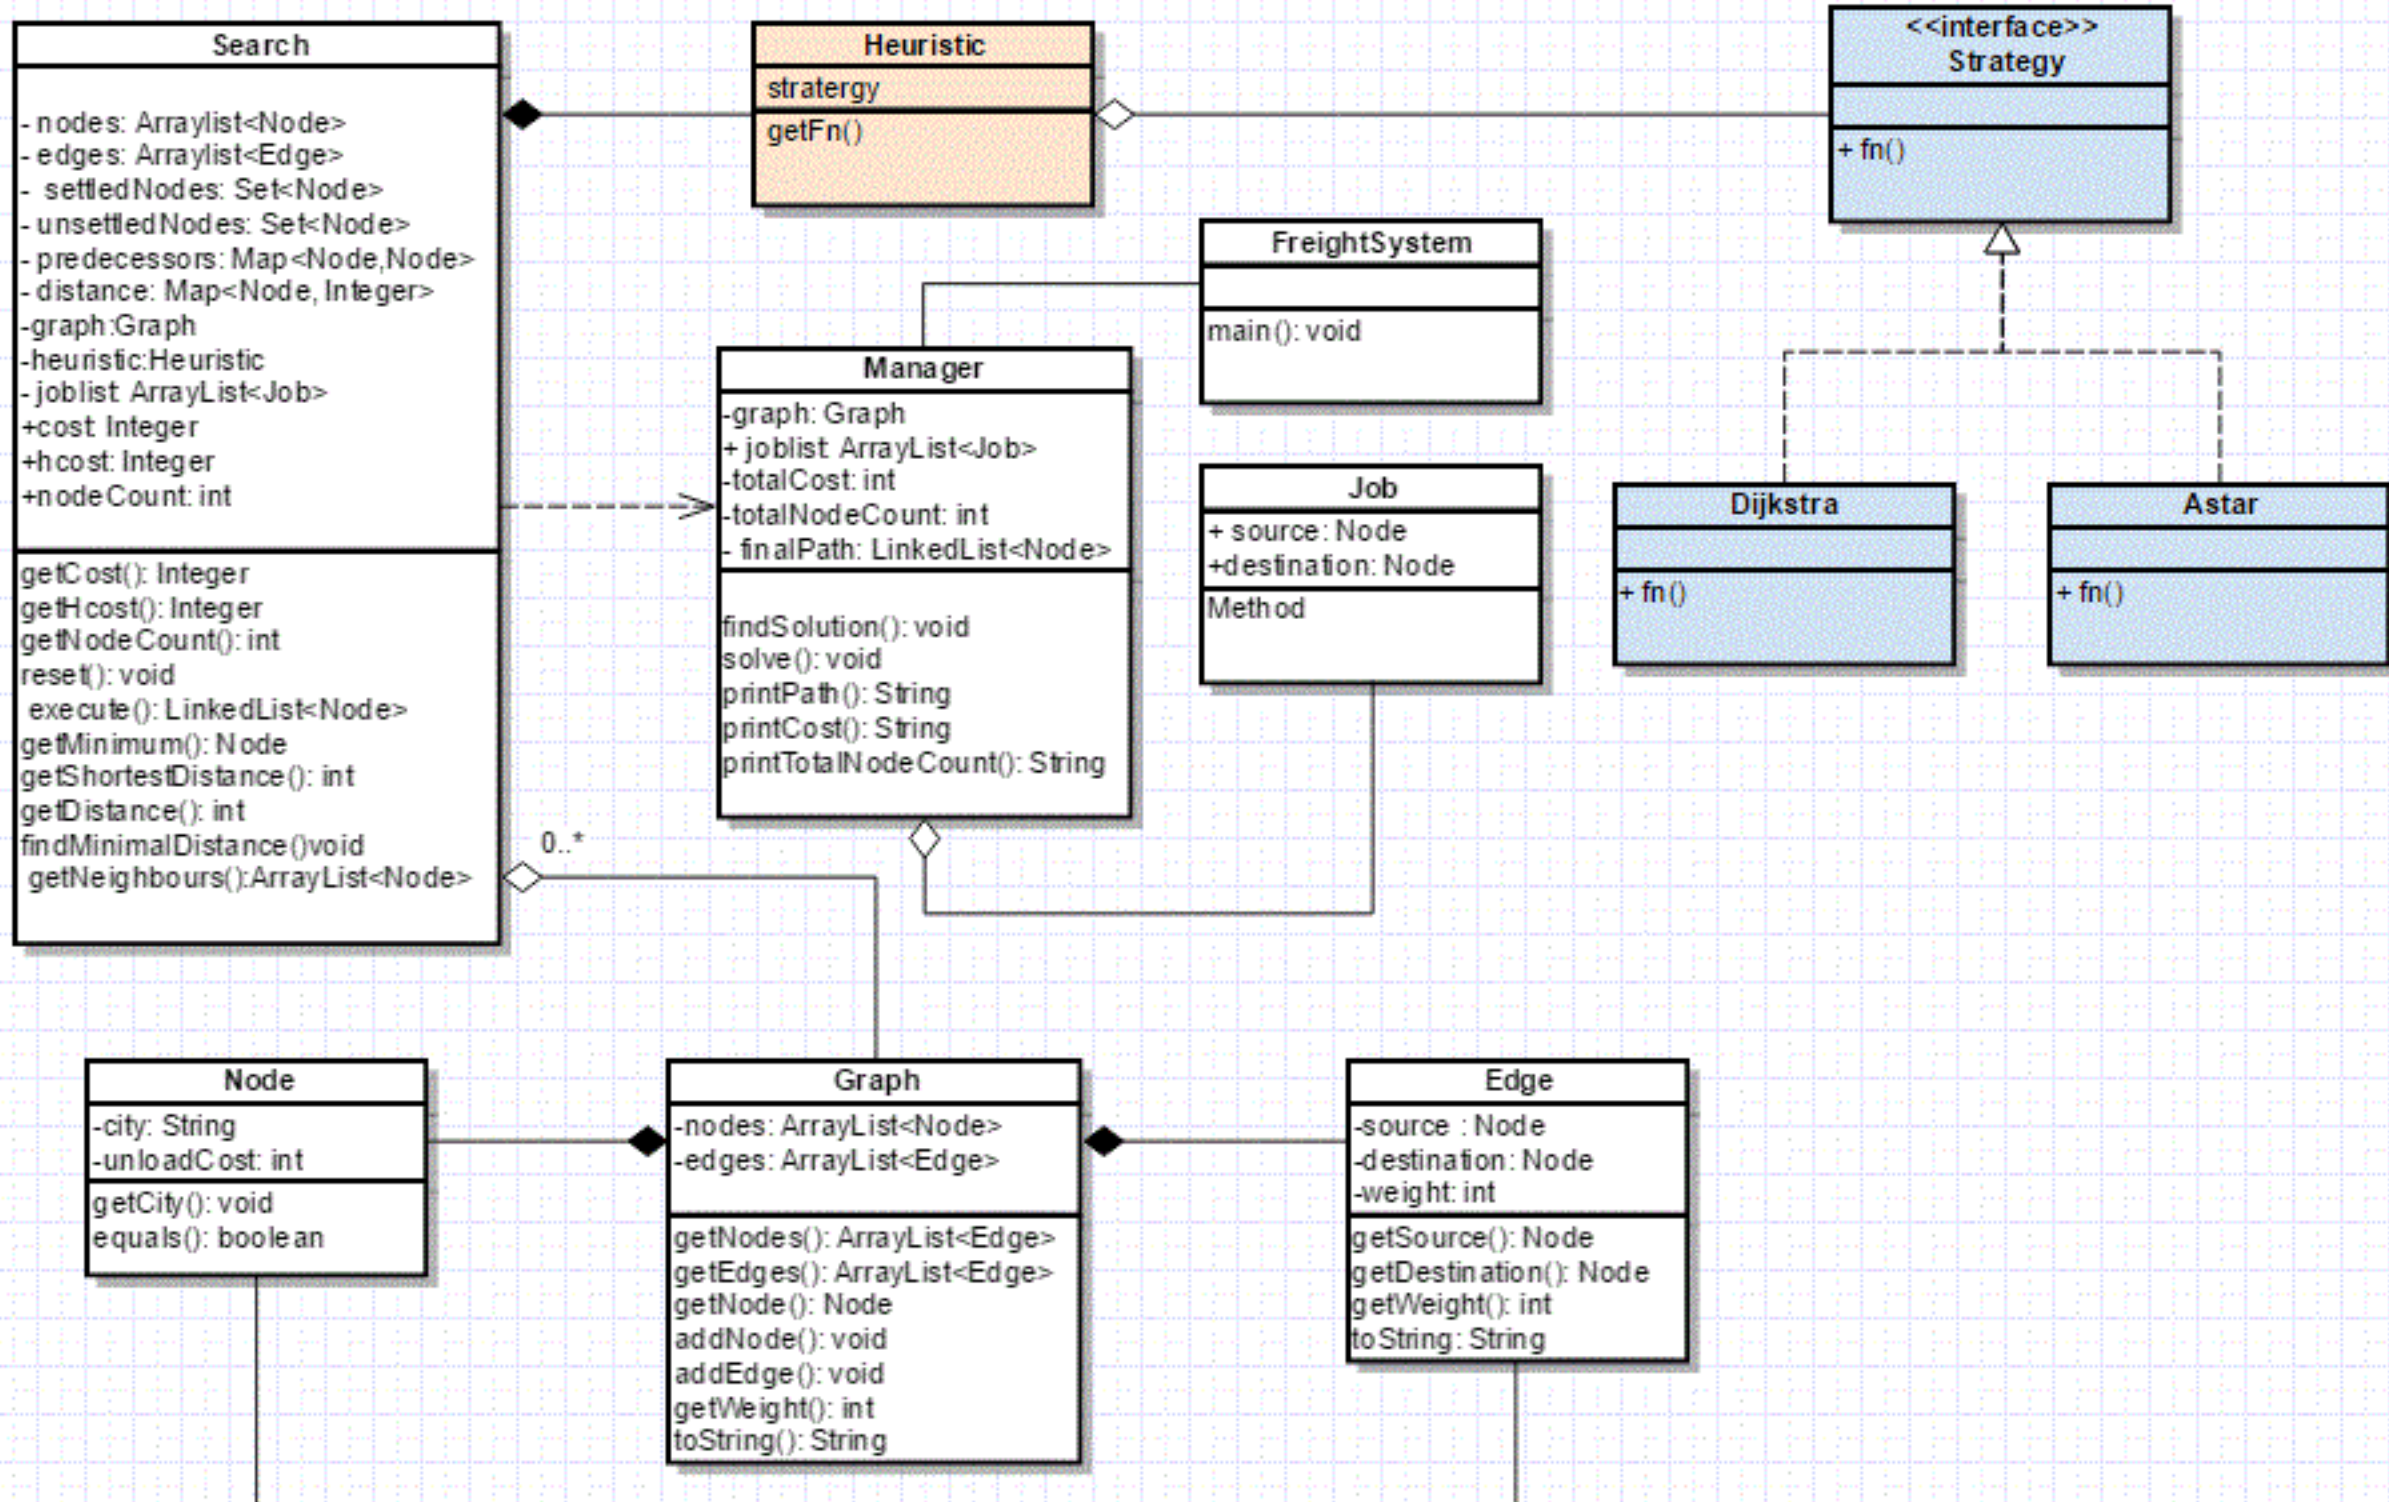 Search
- nodes: Arraylist<Node>
- edges: Arraylist<Edge>
- settledNodes: Set<Node>
- unsettledNodes: Set<Node>
- predecessors: Map<Node,Node>
- distance: Map<Node, Integer>
-graph:Graph
-heuristic:Heuristic
- joblist: ArrayList<Job>
+cost: Integer
+hcost: Integer
+nodeCount: int
getCost(): Integer
getHcost(): Integer
getNodeCount(): int
reset(): void
execute(): LinkedList<Node>
getMinimum(): Node
getShortestDistance(): int
getDistance(): int
findMinimalDistance()void
getNeighbours():ArrayList<Node>
0..*
Heuristic
stratergy
getFn()
<<interface>>
Strategy
+ fn()
FreightSystem
main(): void
Manager
-graph: Graph
+ joblist: ArrayList<Job>
-totalCost: int
-totalNodeCount: int
- finalPath: LinkedList<Node>
findSolution(): void
solve(): void
printPath(): String
printCost(): String
printTotalNodeCount(): String
Job
+ source: Node
+destination: Node
Method
Dijkstra
+ fn()
Astar
+ fn()
Node
-city: String
-unloadCost: int
getCity(): void
equals(): boolean
Graph
-nodes: ArrayList<Node>
-edges: ArrayList<Edge>
getNodes(): ArrayList<Edge>
getEdges(): ArrayList<Edge>
getNode(): Node
addNode(): void
addEdge(): void
getWeight(): int
toString(): String
Edge
-source : Node
-destination: Node
-weight: int
getSource(): Node
getDestination(): Node
getWeight(): int
toString: String